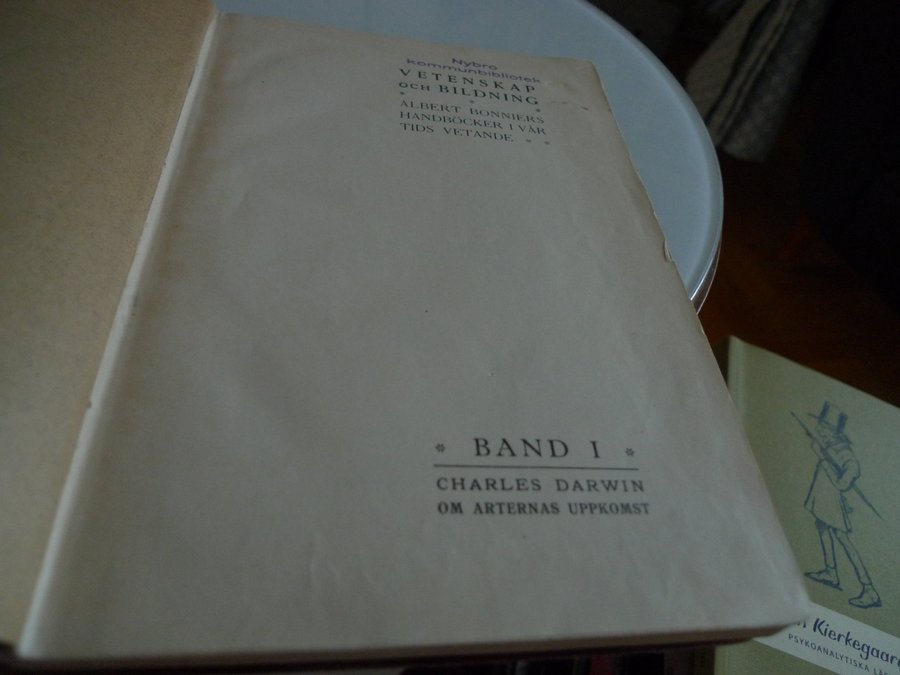 Nybro
kommunbibliotek
VETENSKAP
OCH BILDNING
ALBERT BONNIERS
HANDBÖCKER I VÅR
TIDS VETANDE
BAND I
CHARLES DARWIN
OM ARTERNAS UPPKOMST
Kierkegaard
PSYKOANALYTISKA